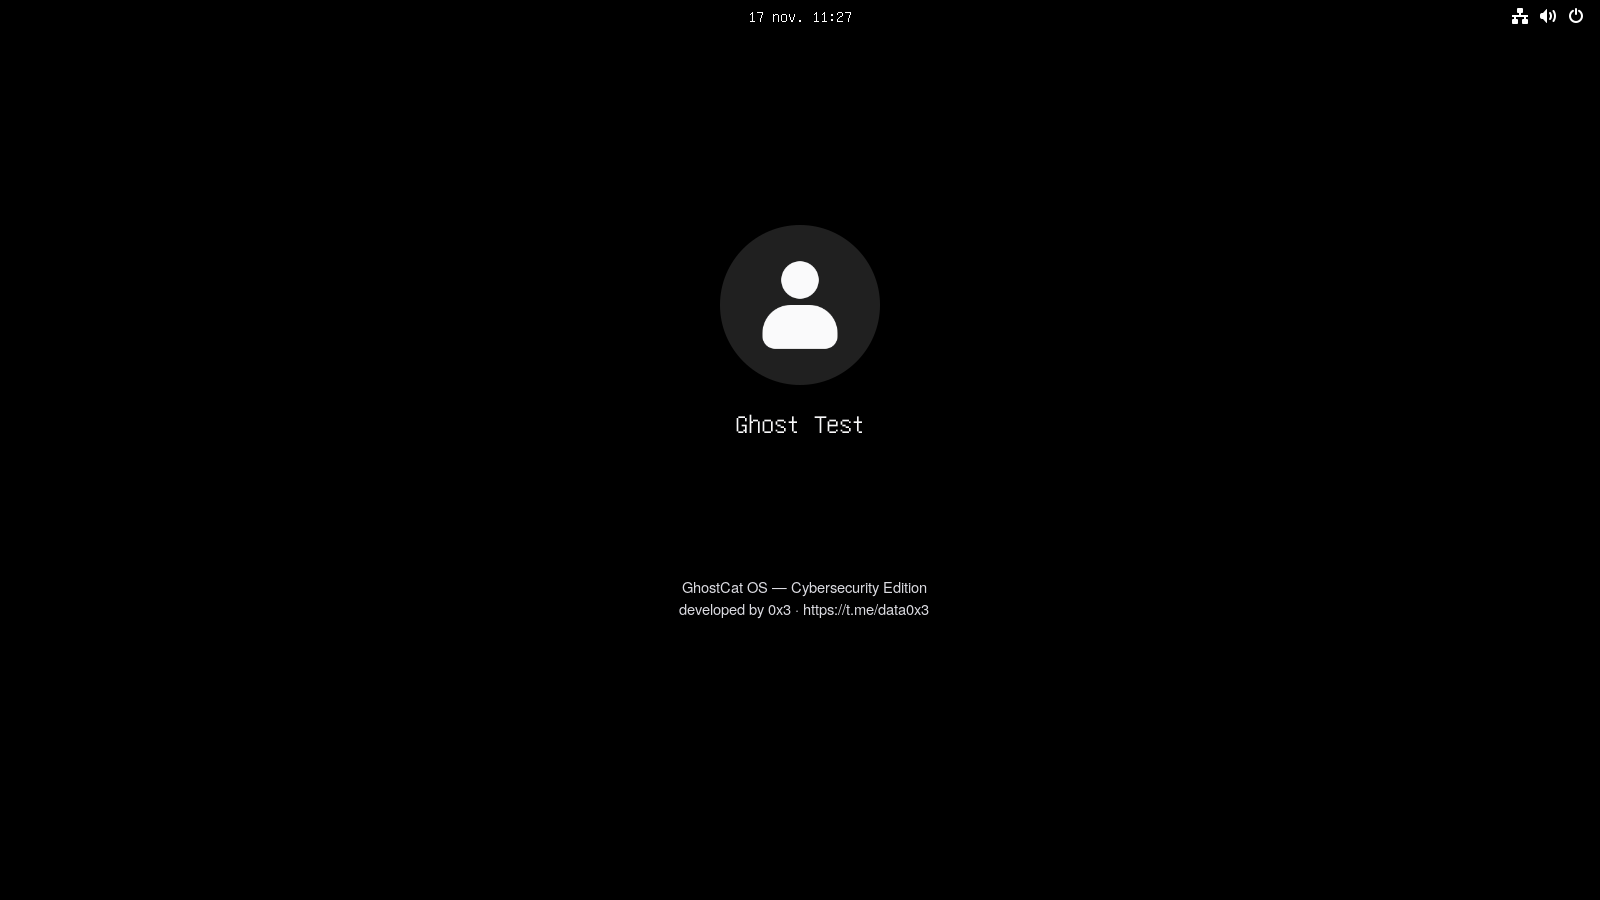 17 nov. 11:27
Ghost Test
GhostCat OS — Cybersecurity Edition
developed by 0x3 · https://t.me/data0x3